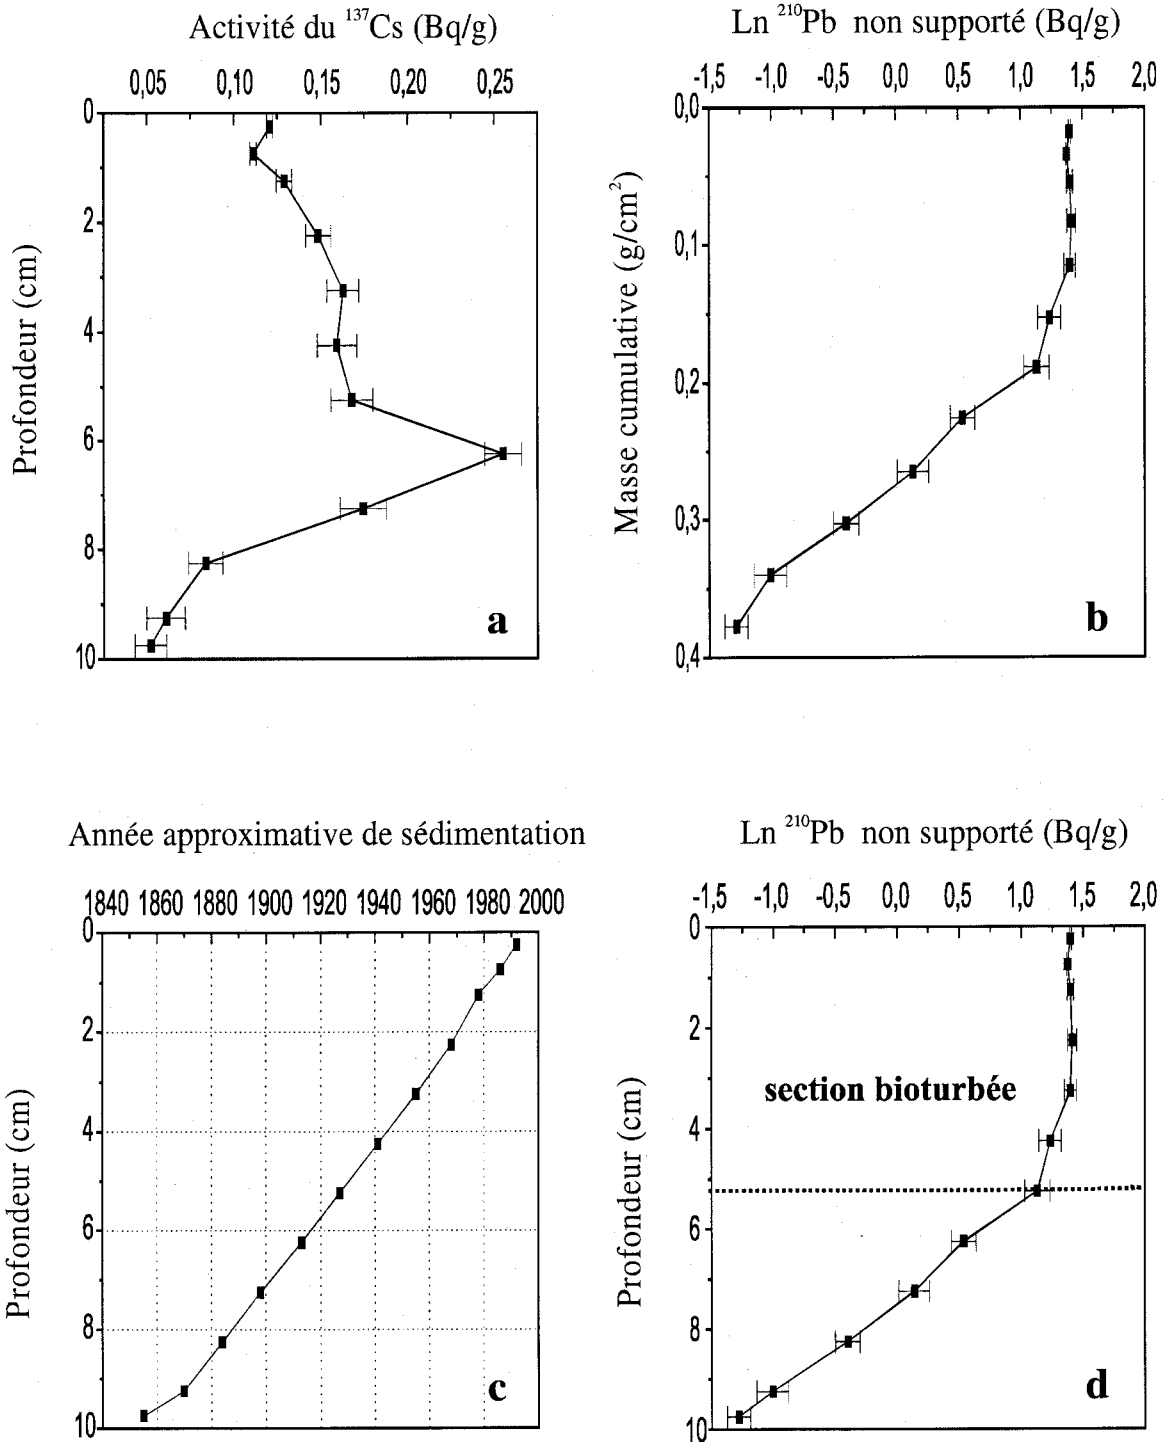 Activité du ¹³⁷Cs (Bq/g)
0,05 0,10 0,15 0,20 0,25
0
2
4
6
8
10
Profondeur (cm)
a
Ln ²¹⁰Pb non supporté (Bq/g)
-1,5 -1,0 -0,5 0,0 0,5 1,0 1,5 2,0
0,0
0,1
0,2
0,3
0,4
Masse cumulative (g/cm²)
b
Année approximative de sédimentation
1840 1860 1880 1900 1920 1940 1960 1980 2000
0
2
4
6
8
10
Profondeur (cm)
c
Ln ²¹⁰Pb non supporté (Bq/g)
-1,5 -1,0 -0,5 0,0 0,5 1,0 1,5 2,0
0
2
4
6
8
10
Profondeur (cm)
section bioturbée
d